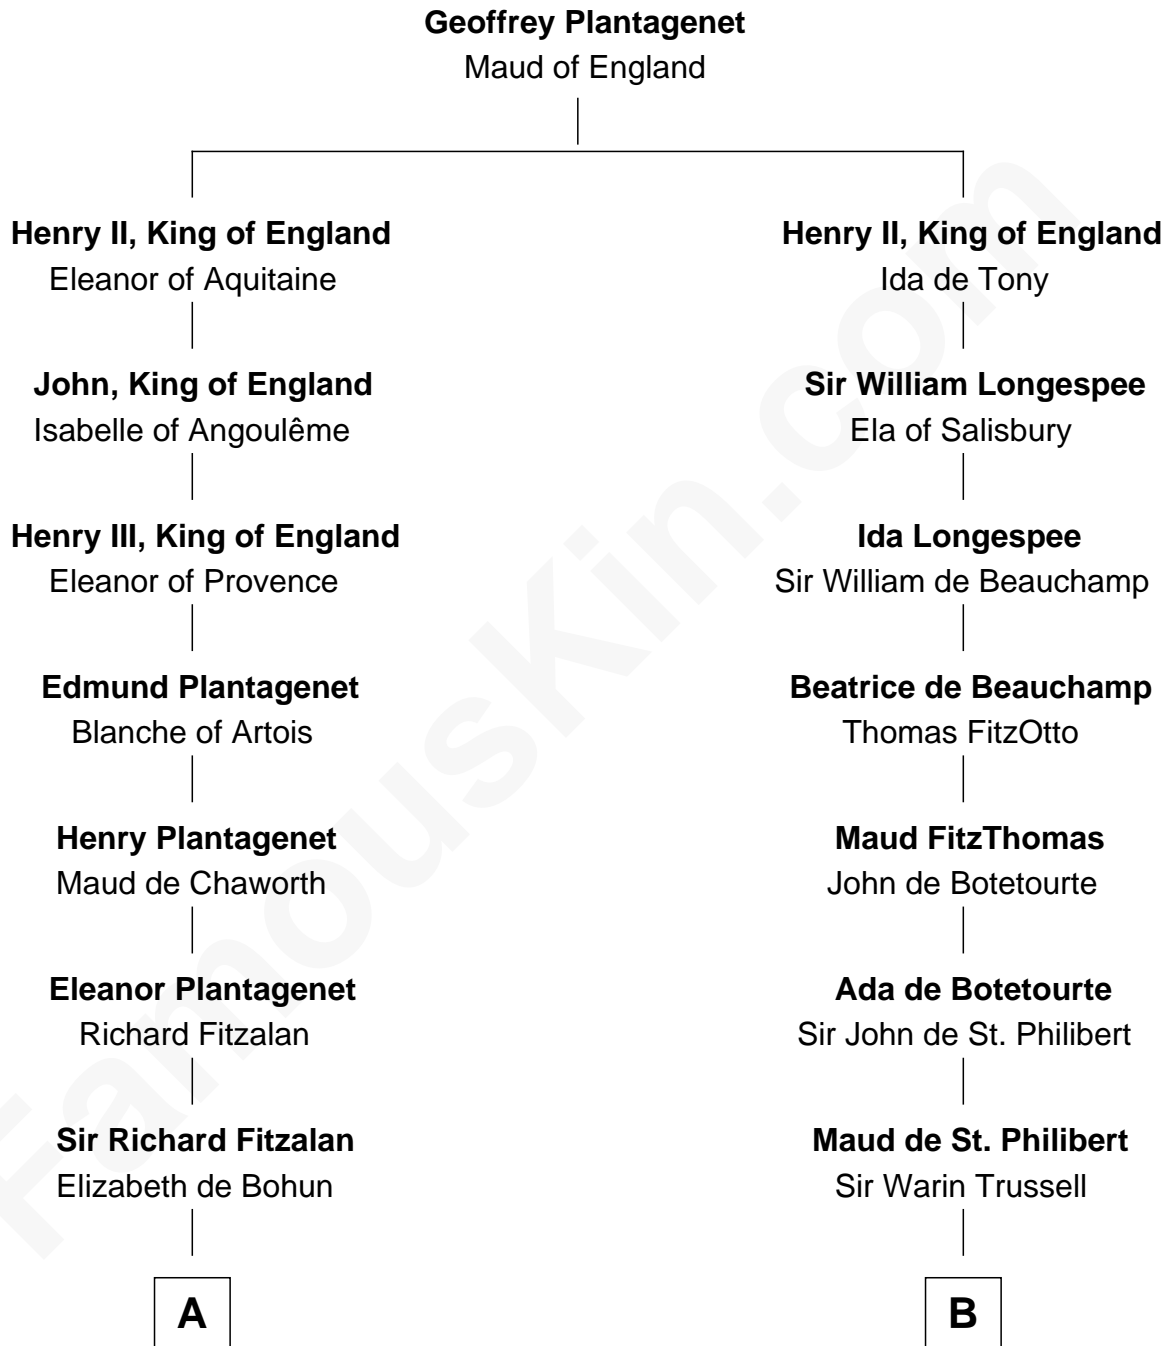 Geoffrey Plantagenet
Maud of England
Henry II, King of England
Eleanor of Aquitaine
Henry II, King of England
Ida de Tony
John, King of England
Isabelle of Angoulême
Sir William Longespee
Ela of Salisbury
Henry III, King of England
Eleanor of Provence
Ida Longespee
Sir William de Beauchamp
Edmund Plantagenet
Blanche of Artois
Beatrice de Beauchamp
Thomas FitzOtto
Henry Plantagenet
Maud de Chaworth
Maud FitzThomas
John de Botetourte
Eleanor Plantagenet
Richard Fitzalan
Ada de Botetourte
Sir John de St. Philibert
Sir Richard Fitzalan
Elizabeth de Bohun
Maud de St. Philibert
Sir Warin Trussell
A
B
FamousKin.com